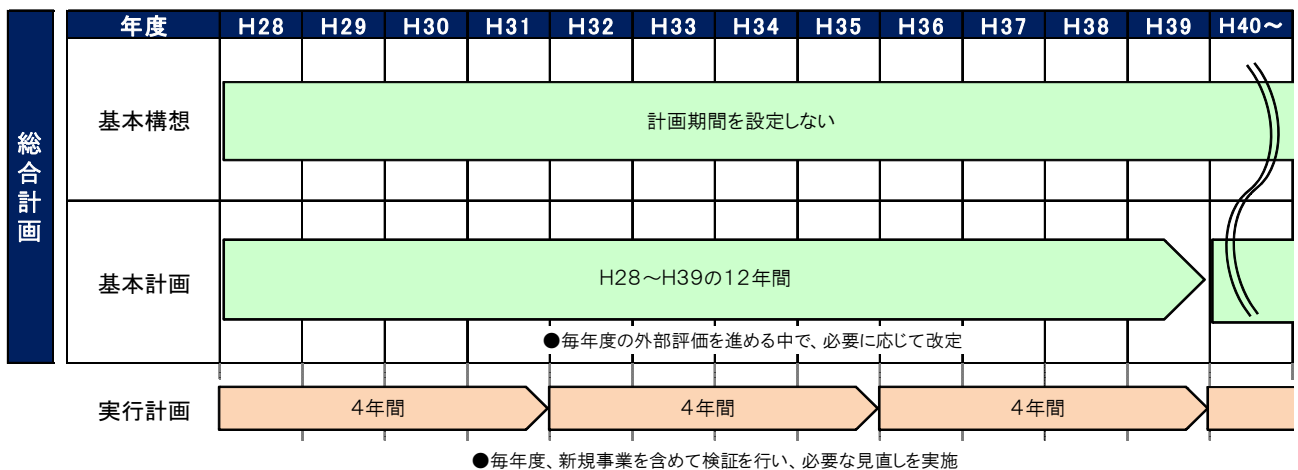 総合計画
年度 H28 H29 H30 H31 H32 H33 H34 H35 H36 H37 H38 H39 H40～
基本構想 計画期間を設定しない
基本計画 H28～H39の12年間
●毎年度の外部評価を進める中で、必要に応じて改定
実行計画 4年間 4年間 4年間
●毎年度、新規事業を含めて検証を行い、必要な見直しを実施